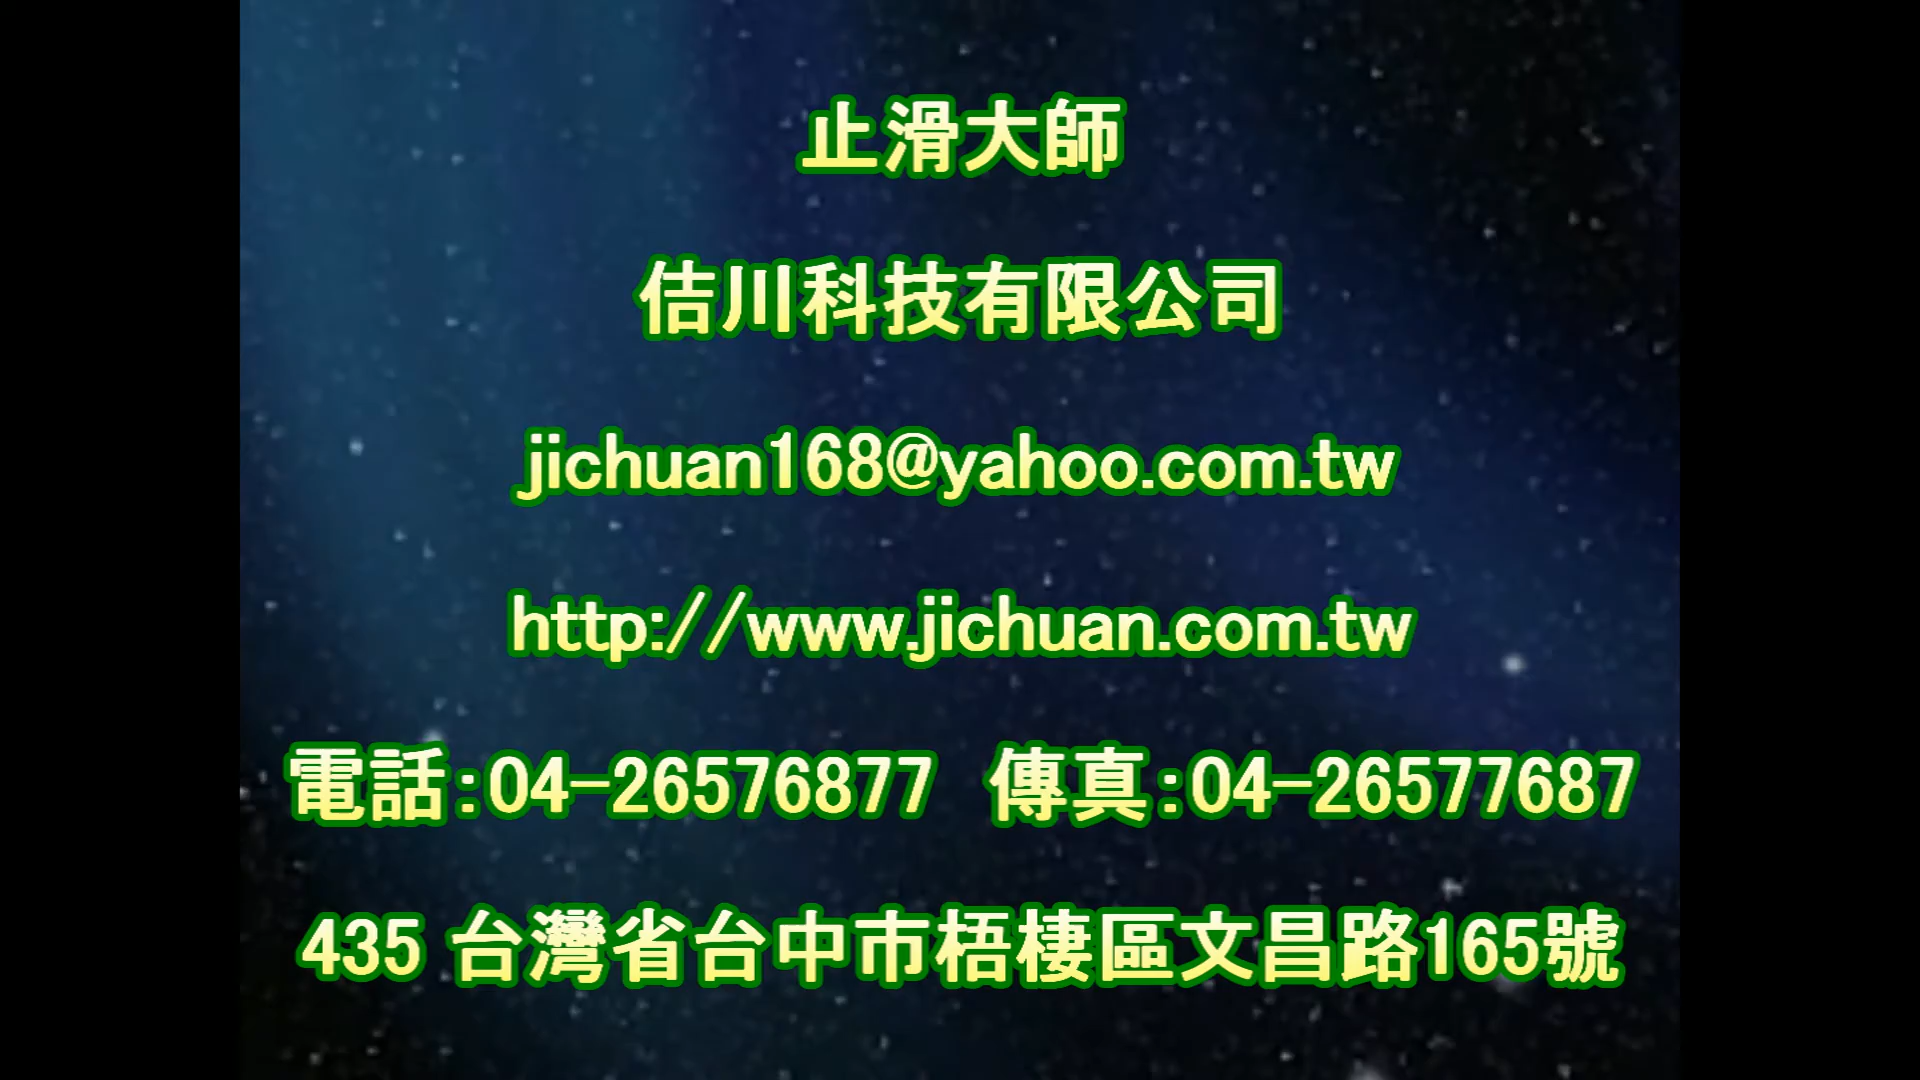 止滑大師
佶川科技有限公司
jichuan168@yahoo.com.tw
http://www.jichuan.com.tw
電話:04-26576877 傳真:04-26577687
435 台灣省台中市梧棲區文昌路165號